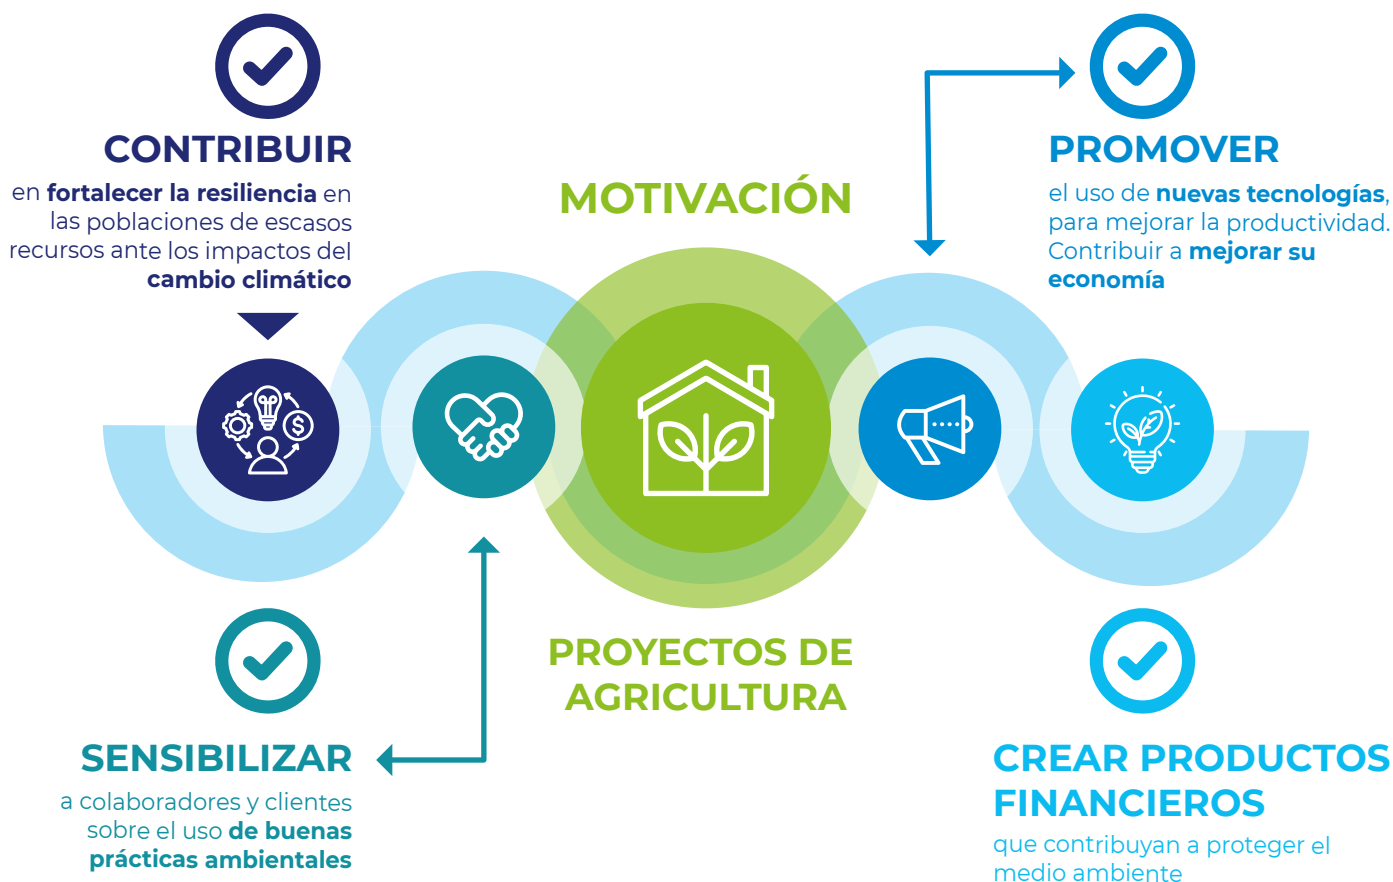 CONTRIBUIR
en fortalecer la resiliencia en
las poblaciones de escasos
recursos ante los impactos del
cambio climático
MOTIVACIÓN
PROMOVER
el uso de nuevas tecnologías,
para mejorar la productividad.
Contribuir a mejorar su
economía
$
PROYECTOS DE
AGRICULTURA
SENSIBILIZAR
a colaboradores y clientes
sobre el uso de buenas
prácticas ambientales
CREAR PRODUCTOS
FINANCIEROS
que contribuyan a proteger el
medio ambiente